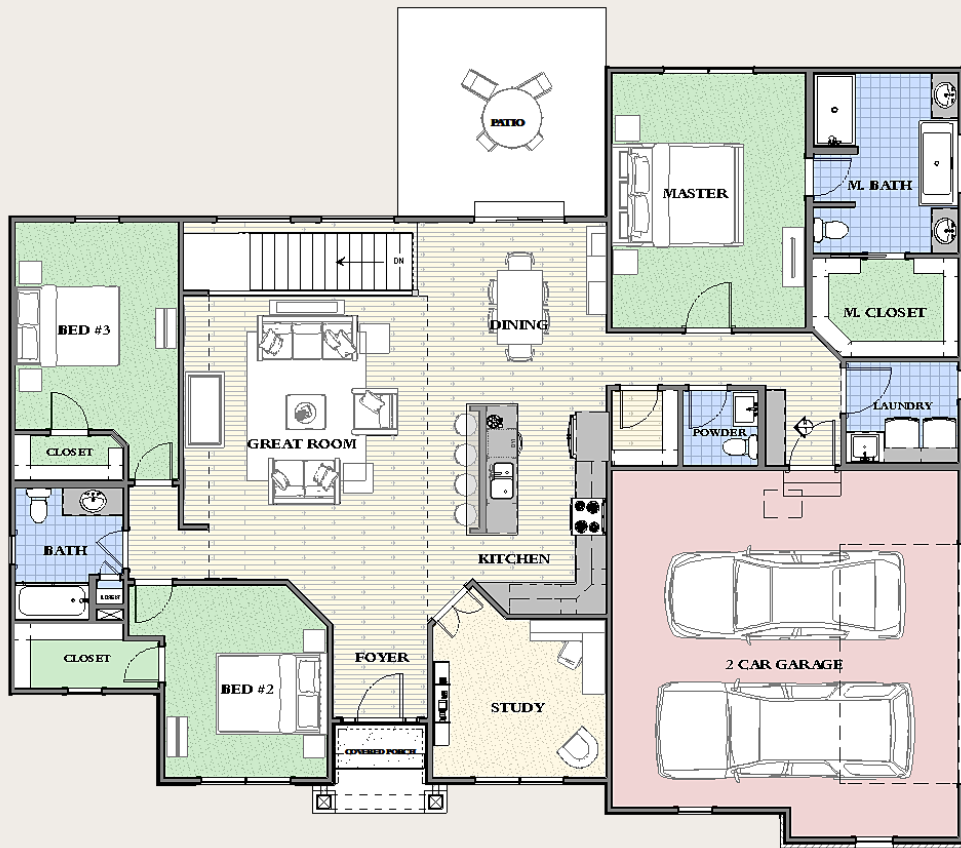 PATIO
MASTER
M. BATH
DN
BED #3
DINING
M. CLOSET
LAUNDRY
POWDER
GREAT ROOM
CLOSET
BATH
KITCHEN
CLOSET
FOYER
2 CAR GARAGE
BED #2
STUDY
COVERED PORCH